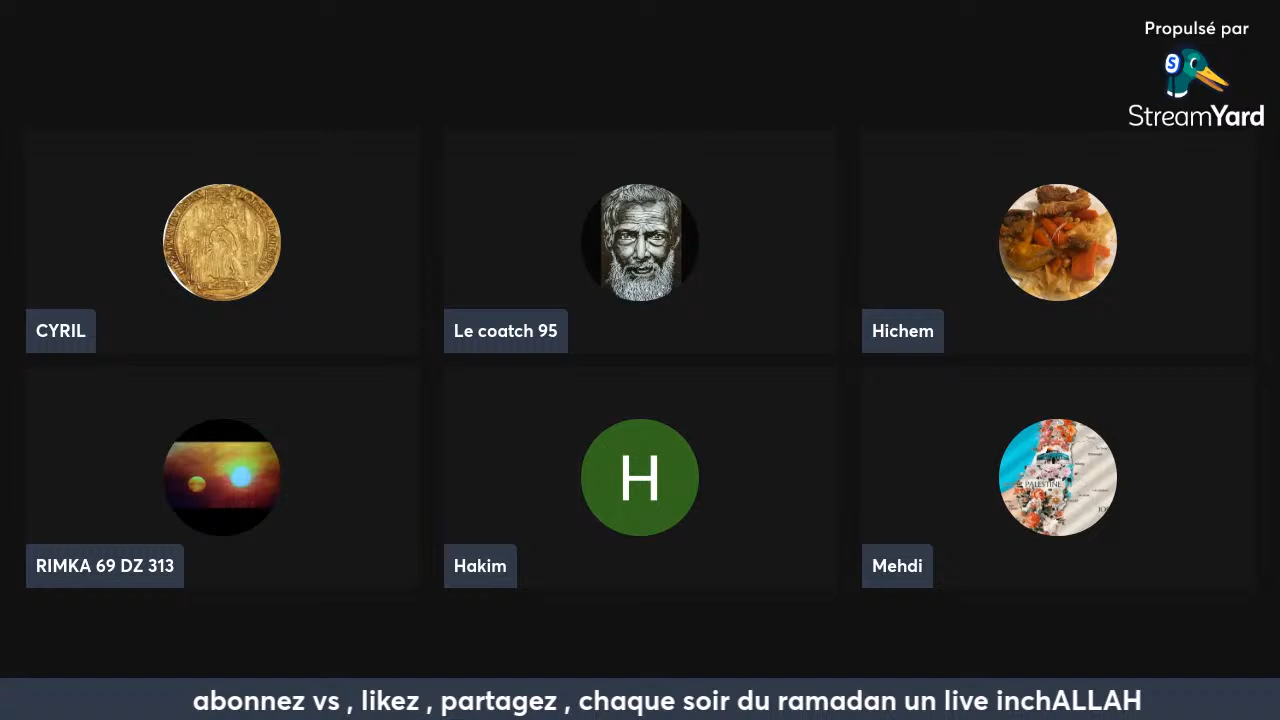 Propulsé par
StreamYard
CYRIL
Le coatch 95
Hichem
PALESTINE
RIMKA 69 DZ 313
H
Hakim
Mehdi
abonnez vs , likez , partagez , chaque soir du ramadan un live inchALLAH